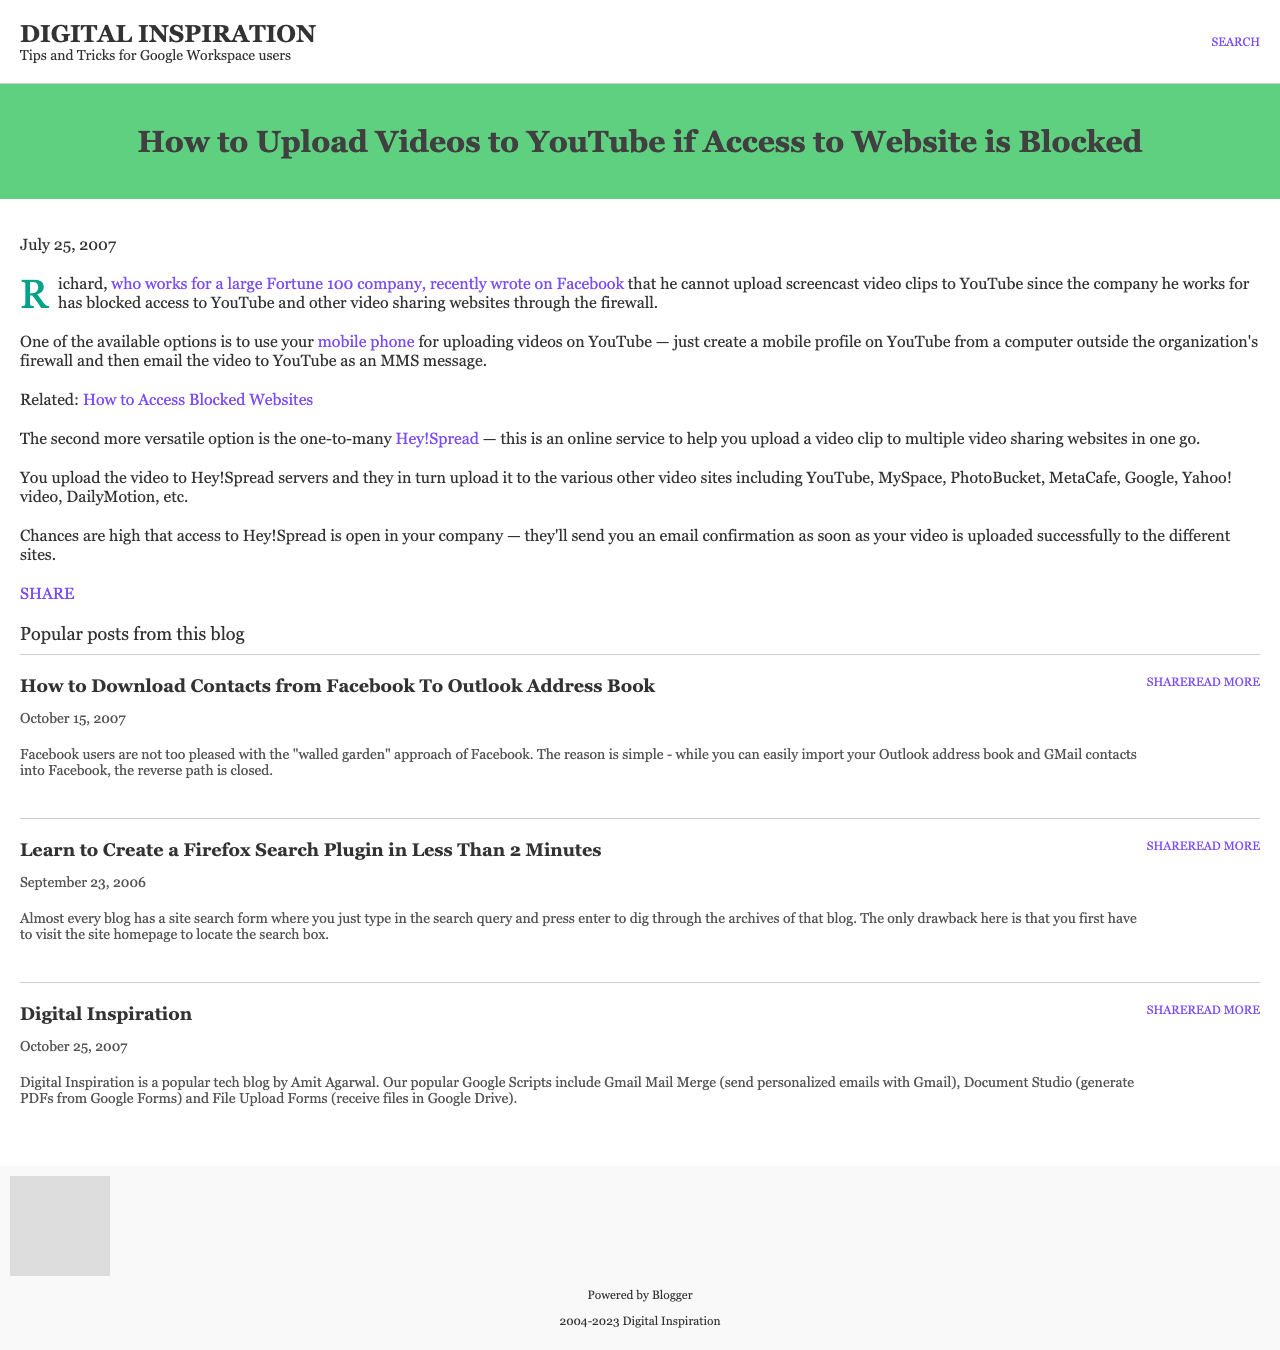 DIGITAL INSPIRATION
Tips and Tricks for Google Workspace users
SEARCH
How to Upload Videos to YouTube if Access to Website is Blocked
July 25, 2007
Richard, who works for a large Fortune 100 company, recently wrote on Facebook that he cannot upload screencast video clips to YouTube since the company he works for
has blocked access to YouTube and other video sharing websites through the firewall.
One of the available options is to use your mobile phone for uploading videos on YouTube — just create a mobile profile on YouTube from a computer outside the organization's
firewall and then email the video to YouTube as an MMS message.
Related: How to Access Blocked Websites
The second more versatile option is the one-to-many Hey!Spread — this is an online service to help you upload a video clip to multiple video sharing websites in one go.
You upload the video to Hey!Spread servers and they in turn upload it to the various other video sites including YouTube, MySpace, PhotoBucket, MetaCafe, Google, Yahoo!
video, DailyMotion, etc.
Chances are high that access to Hey!Spread is open in your company — they'll send you an email confirmation as soon as your video is uploaded successfully to the different
sites.
SHARE
Popular posts from this blog
How to Download Contacts from Facebook To Outlook Address Book
SHAREREAD MORE
October 15, 2007
Facebook users are not too pleased with the "walled garden" approach of Facebook. The reason is simple - while you can easily import your Outlook address book and GMail contacts
into Facebook, the reverse path is closed.
Learn to Create a Firefox Search Plugin in Less Than 2 Minutes
SHAREREAD MORE
September 23, 2006
Almost every blog has a site search form where you just type in the search query and press enter to dig through the archives of that blog. The only drawback here is that you first have
to visit the site homepage to locate the search box.
Digital Inspiration
SHAREREAD MORE
October 25, 2007
Digital Inspiration is a popular tech blog by Amit Agarwal. Our popular Google Scripts include Gmail Mail Merge (send personalized emails with Gmail), Document Studio (generate
PDFs from Google Forms) and File Upload Forms (receive files in Google Drive).
Powered by Blogger
2004-2023 Digital Inspiration